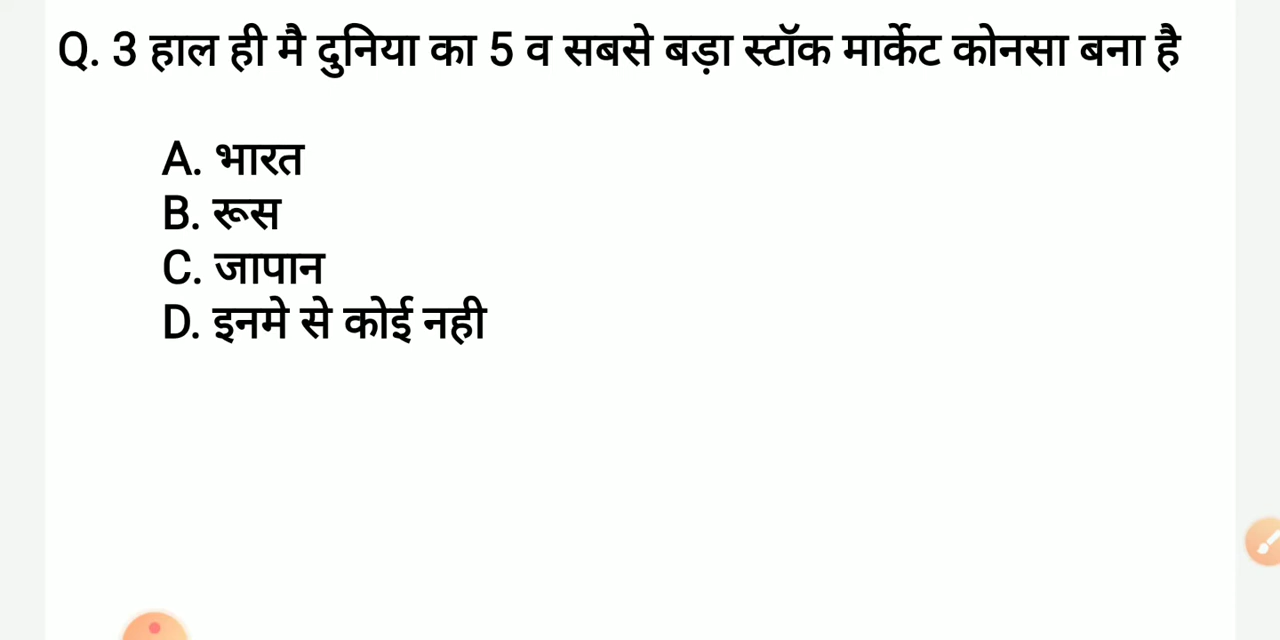 Q. 3 हाल ही मै दुनिया का 5 व सबसे बड़ा स्टॉक मार्केट कोनसा बना है
A. भारत
B. रूस
C. जापान
D. इनमे से कोई नही